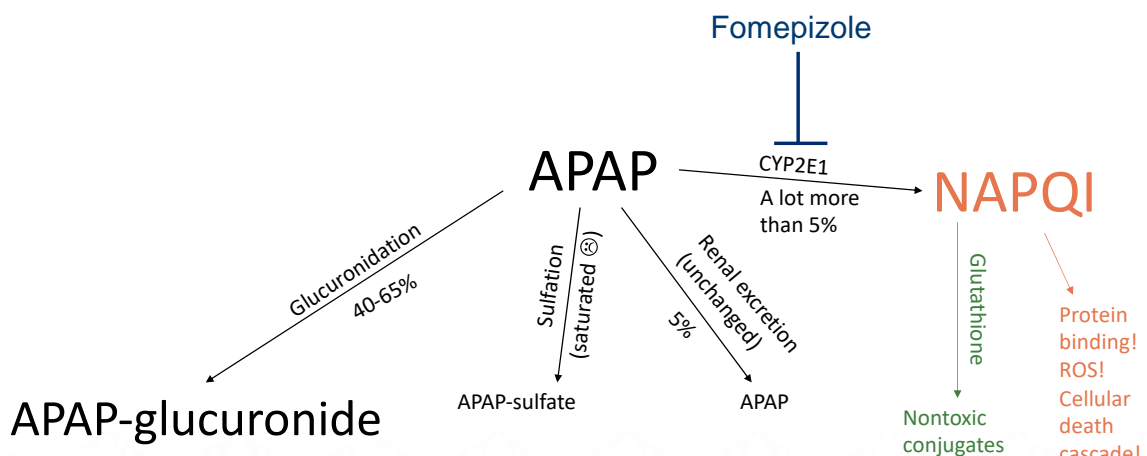 Fomepizole
APAP
CYP2E1
A lot more
than 5%
NAPQI
Glucuronidation
40-65%
Sulfation
(saturated ☹)
Renal excretion
(unchanged)
5%
Glutathione
APAP-glucuronide
APAP-sulfate
APAP
Nontoxic
conjugates
Protein
binding!
ROS!
Cellular
death
cascade!